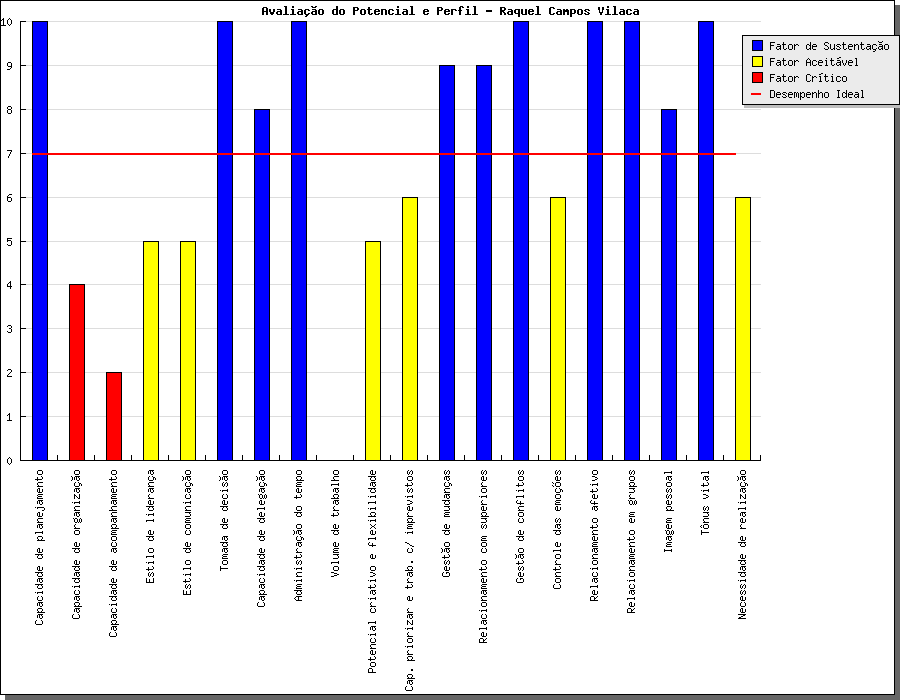 Avaliação do Potencial e Perfil - Raquel Campos Vilaca
Fator de Sustentação
Fator Aceitável
Fator Crítico
Desempenho Ideal
10
9
8
7
6
5
4
3
2
1
0
Capacidade de planejamento
Capacidade de organização
Capacidade de acompanhamento
Estilo de liderança
Estilo de comunicação
Tomada de decisão
Capacidade de delegação
Administração do tempo
Volume de trabalho
Potencial criativo e flexibilidade
Cap. priorizar e trab. c/ imprevistos
Gestão de mudanças
Relacionamento com superiores
Gestão de conflitos
Controle das emoções
Relacionamento afetivo
Relacionamento em grupos
Imagem pessoal
Tônus vital
Necessidade de realização